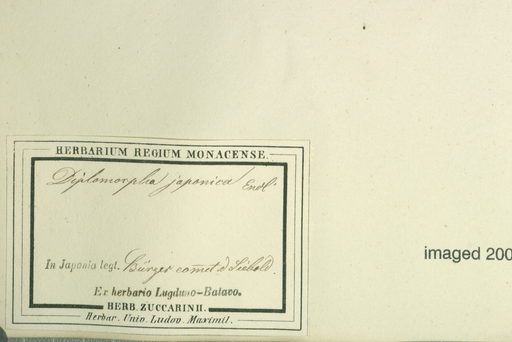 HERBARIUM REGIUM MONACENSE.
Diplomorpha japonica Endl
In Japonia legt. Bürger comet d Siebold.
Ex herbario Lugduno-Batavo.
HERB. ZUCCARINII.
Herbar. Univ. Ludov. Maximil.
imaged 200